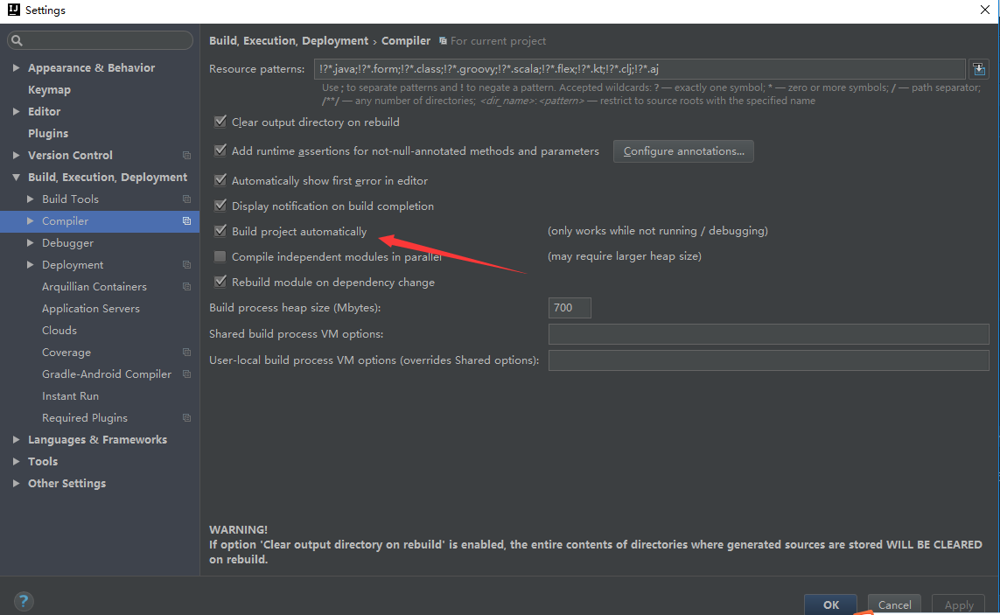 Settings
Appearance & Behavior
Keymap
Editor
Plugins
Version Control
Build, Execution, Deployment
Build Tools
Compiler
Debugger
Deployment
Arquillian Containers
Application Servers
Clouds
Coverage
Gradle-Android Compiler
Instant Run
Required Plugins
Languages & Frameworks
Tools
Other Settings
Build, Execution, Deployment › Compiler For current project
Resource patterns: !?*.java;!?*.form;!?*.class;!?*.groovy;!?*.scala;!?*.flex;!?*.kt;!?*.clj;!?*.aj
Use ; to separate patterns and ! to negate a pattern. Accepted wildcards: ? — exactly one symbol; * — zero or more symbols; / — path separator;
/**/ — any number of directories; <dir_name>:<pattern> — restrict to source roots with the specified name
Clear output directory on rebuild
Add runtime assertions for not-null-annotated methods and parameters Configure annotations...
Automatically show first error in editor
Display notification on build completion
Build project automatically (only works while not running / debugging)
Compile independent modules in parallel (may require larger heap size)
Rebuild module on dependency change
Build process heap size (Mbytes): 700
Shared build process VM options:
User-local build process VM options (overrides Shared options):
WARNING!
If option 'Clear output directory on rebuild' is enabled, the entire contents of directories where generated sources are stored WILL BE CLEARED
on rebuild.
? OK Cancel Apply